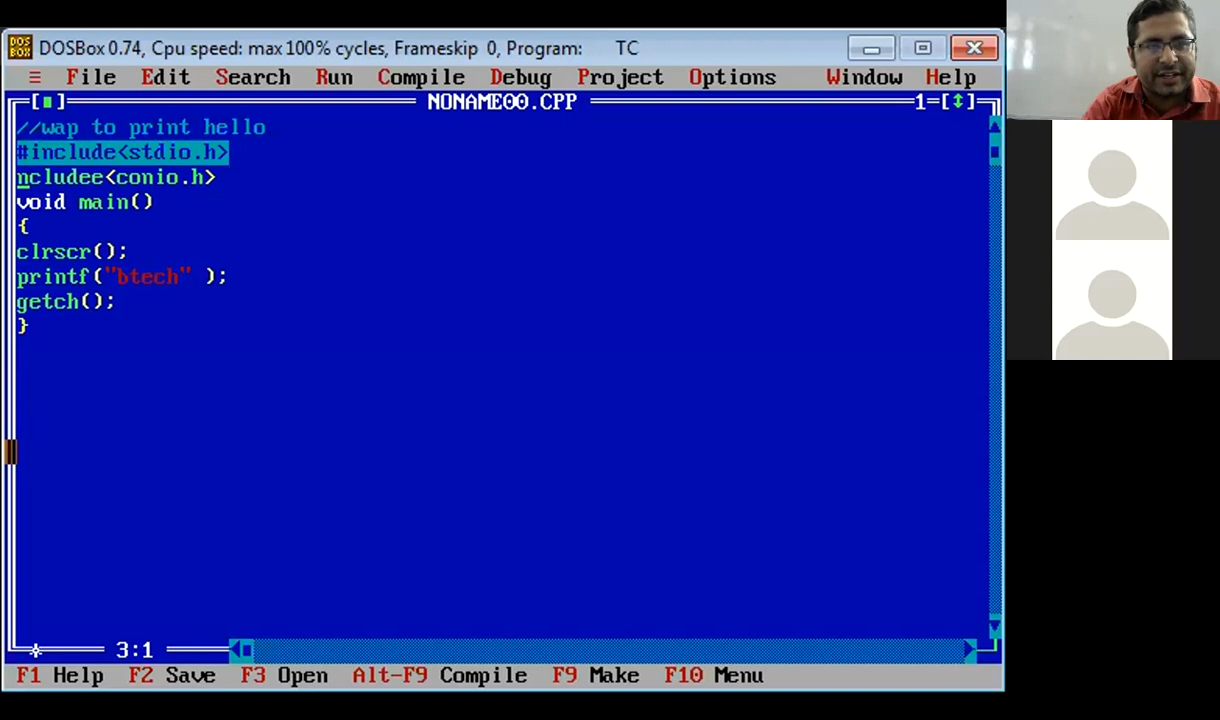 DOSBox 0.74, Cpu speed: max 100% cycles, Frameskip 0, Program: TC
File Edit Search Run Compile Debug Project Options Window Help
NONAME00.CPP 1
//wap to print hello
#include<stdio.h>
ncludee<conio.h>
void main()
{
clrscr();
printf("btech" );
getch();
}
3:1
F1 Help F2 Save F3 Open Alt-F9 Compile F9 Make F10 Menu